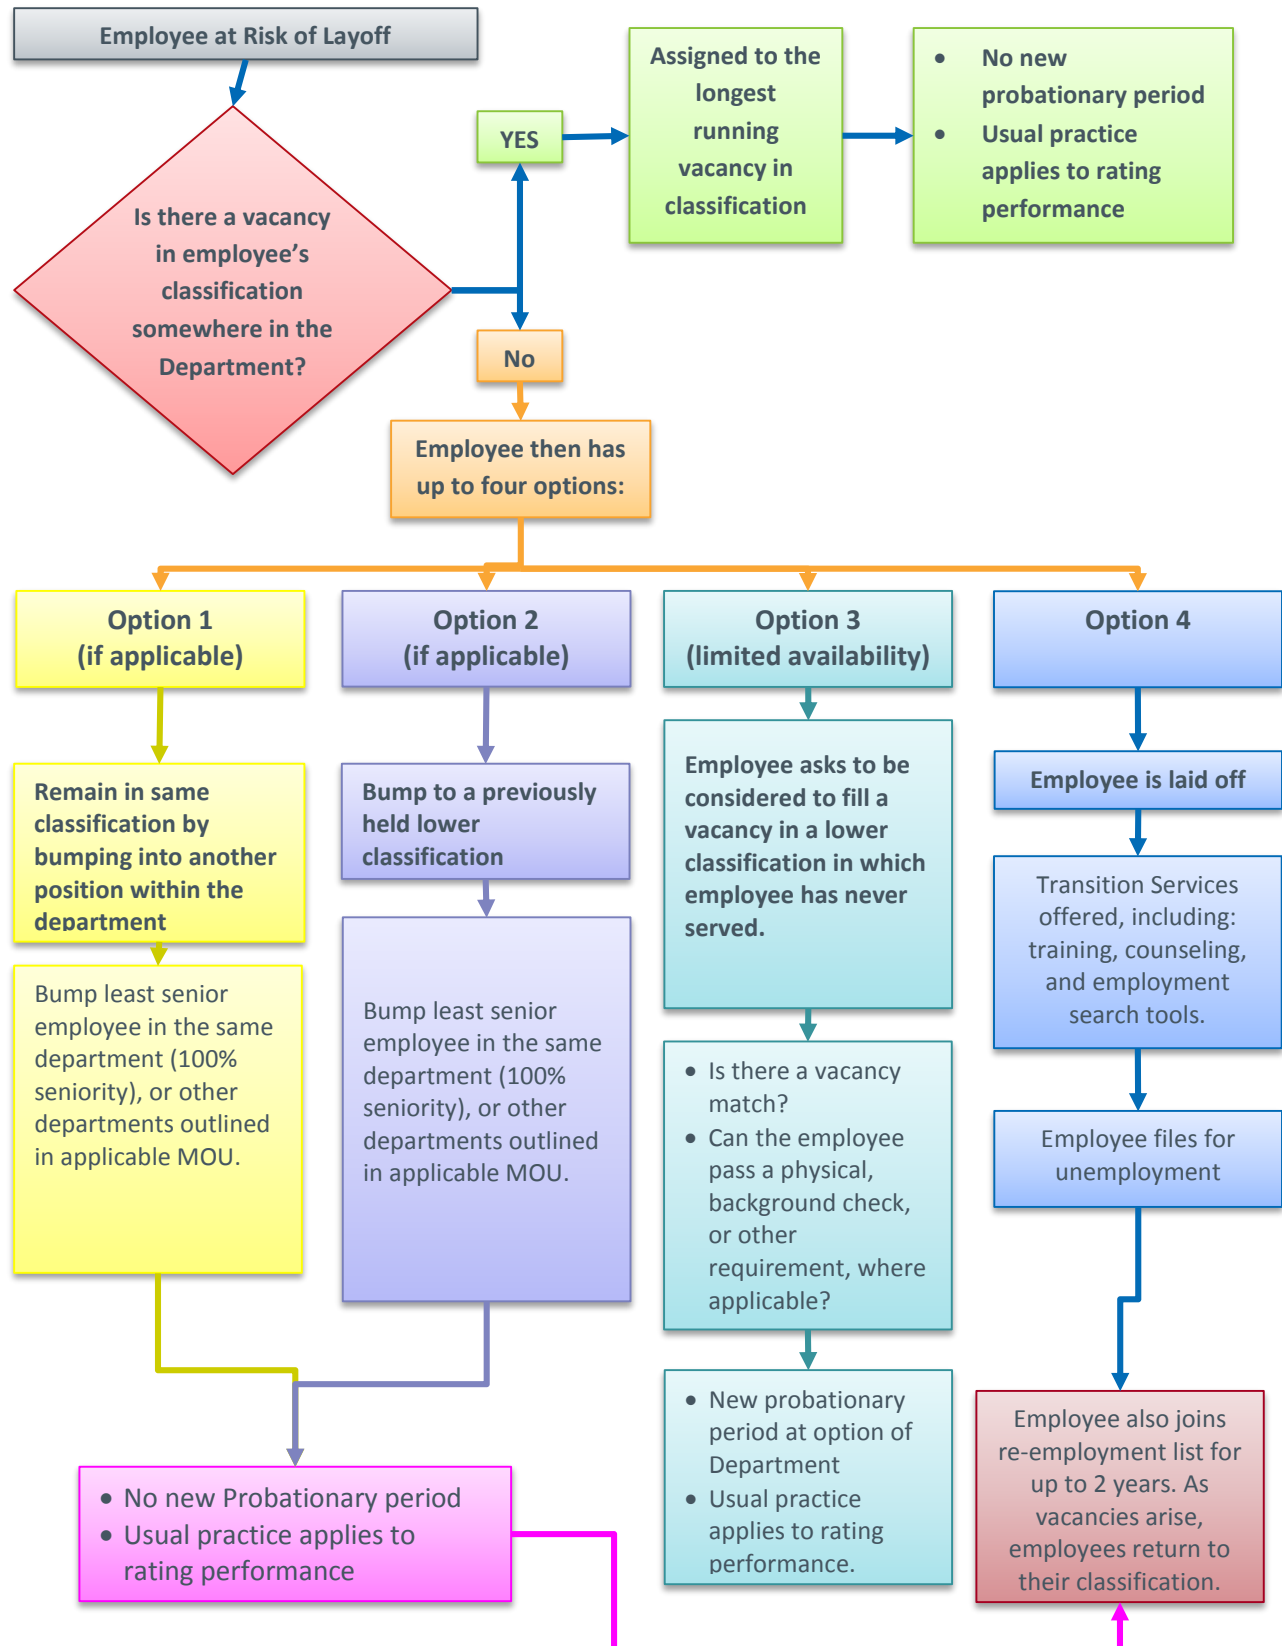 Employee at Risk of Layoff
Is there a vacancy
in employee’s
classification
somewhere in the
Department?
YES
Assigned to the
longest
running
vacancy in
classification
• No new
probationary period
• Usual practice
applies to rating
performance
No
Employee then has
up to four options:
Option 1
(if applicable)
Remain in same
classification by
bumping into another
position within the
department
Bump least senior
employee in the same
department (100%
seniority), or other
departments outlined
in applicable MOU.
Option 2
(if applicable)
Bump to a previously
held lower
classification
Bump least senior
employee in the same
department (100%
seniority), or other
departments outlined
in applicable MOU.
• No new Probationary period
• Usual practice applies to
rating performance
Option 3
(limited availability)
Employee asks to be
considered to fill a
vacancy in a lower
classification in which
employee has never
served.
• Is there a vacancy
match?
• Can the employee
pass a physical,
background check,
or other
requirement, where
applicable?
• New probationary
period at option of
Department
• Usual practice
applies to rating
performance.
Option 4
Employee is laid off
Transition Services
offered, including:
training, counseling,
and employment
search tools.
Employee files for
unemployment
Employee also joins
re-employment list for
up to 2 years. As
vacancies arise,
employees return to
their classification.